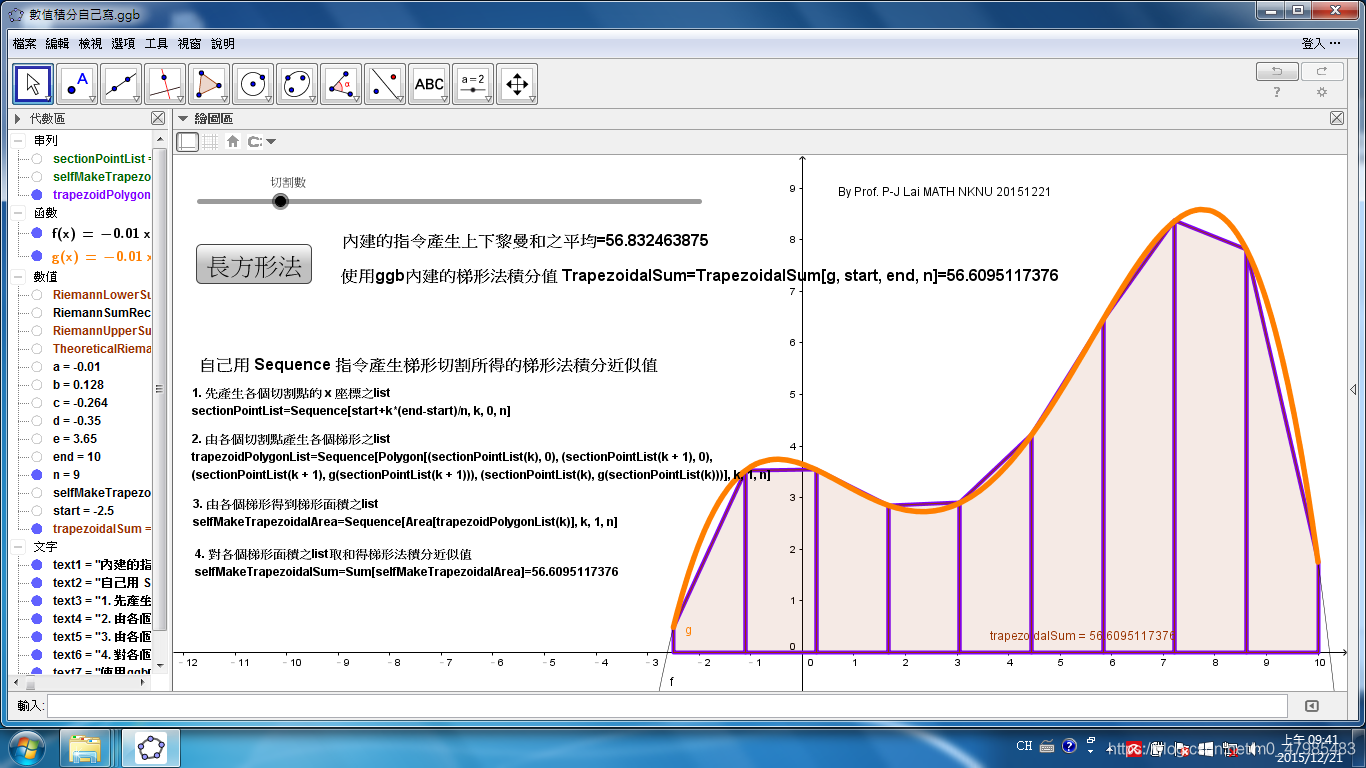 數值積分自己寫.ggb
檔案 編輯 檢視 選項 工具 視窗 說明
登入 ...
A
α
ABC
a = 2
?
代數區
繪圖區
串列
sectionPointList =
selfMakeTrapezo
trapezoidPolygon
函數
f(x) = −0.01 x
g(x) = −0.01 x
數值
RiemannLowerSu
RiemannSumRec
RiemannUpperSu
TheoreticalRiema
a = -0.01
b = 0.128
c = -0.264
d = -0.35
e = 3.65
end = 10
n = 9
selfMakeTrapezo
start = -2.5
trapezoidalSum =
文字
text1 = "內建的指
text2 = "自己用 S
text3 = "1. 先產生
text4 = "2. 由各個
text5 = "3. 由各個
text6 = "4. 對各個
text7 = "使用ggb
切割數
長方形法
內建的指令產生上下黎曼和之平均=56.832463875
使用ggb內建的梯形法積分值 TrapezoidalSum=TrapezoidalSum[g, start, end, n]=56.6095117376
By Prof. P-J Lai MATH NKNU 20151221
自己用 Sequence 指令產生梯形切割所得的梯形法積分近似值
1. 先產生各個切割點的 x 座標之list
sectionPointList=Sequence[start+k*(end-start)/n, k, 0, n]
2. 由各個切割點產生各個梯形之list
trapezoidPolygonList=Sequence[Polygon[(sectionPointList(k), 0), (sectionPointList(k + 1), 0),
(sectionPointList(k + 1), g(sectionPointList(k + 1))), (sectionPointList(k), g(sectionPointList(k)))], k, 1, n]
3. 由各個梯形得到梯形面積之list
selfMakeTrapezoidalArea=Sequence[Area[trapezoidPolygonList(k)], k, 1, n]
4. 對各個梯形面積之list取和得梯形法積分近似值
selfMakeTrapezoidalSum=Sum[selfMakeTrapezoidalArea]=56.6095117376
9
8
7
6
5
4
3
2
1
0
g
trapezoidalSum = 56.6095117376
−12 −11 −10 −9 −8 −7 −6 −5 −4 −3 −2 −1 0 1 2 3 4 5 6 7 8 9 10
f
輸入:
CH
上午 09:41
2015/12/21